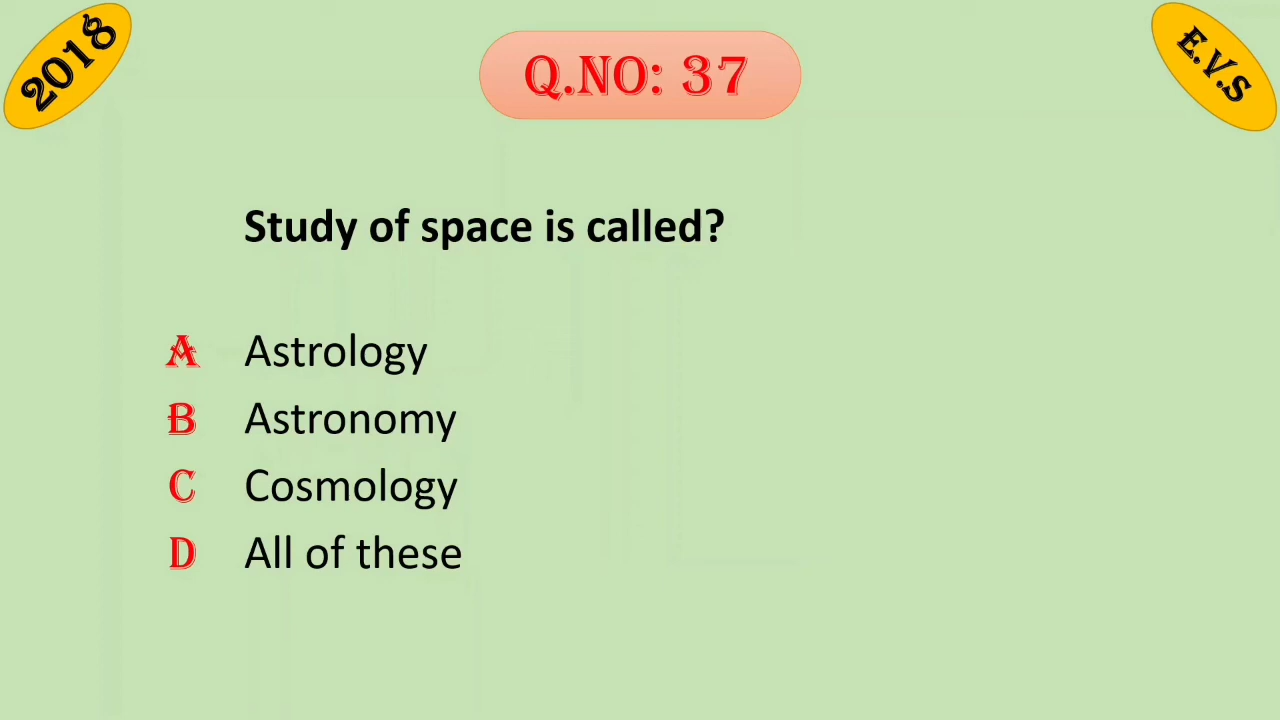 2018
Q.NO: 37
E.V.S
Study of space is called?
A Astrology
B Astronomy
C Cosmology
D All of these